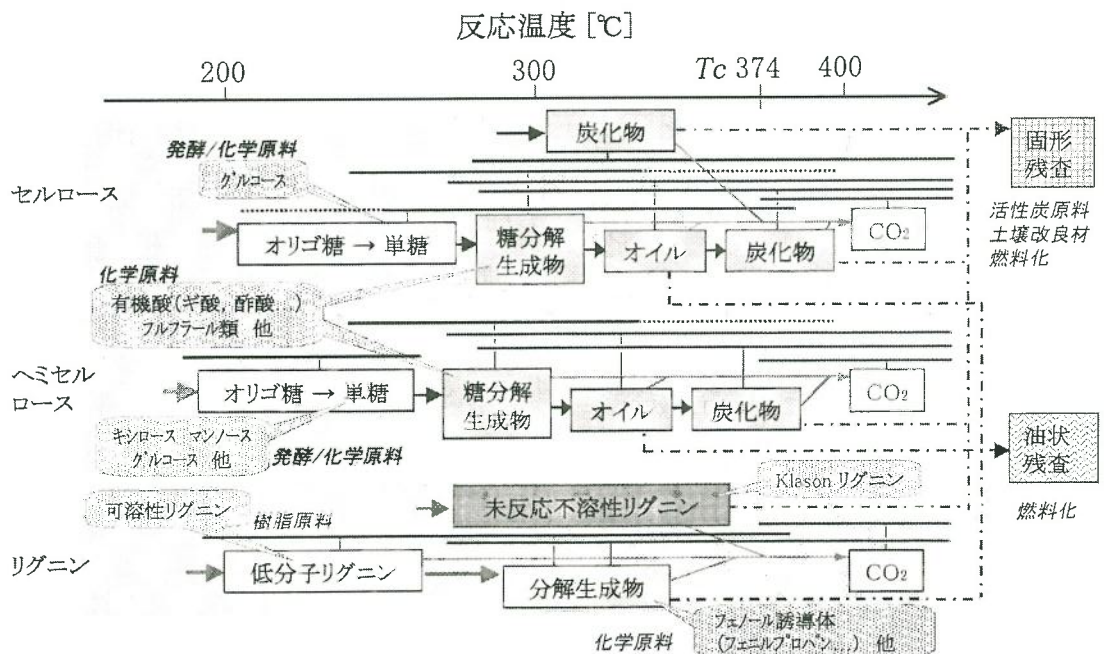 反応温度 [℃]
200
300
Tc 374
400
炭化物
固形
残査
活性炭原料
土壌改良材
燃料化
セルロース
発酵/化学原料
グルコース
オリゴ糖 → 単糖
糖分解
生成物
オイル
炭化物
CO₂
化学原料
有機酸(ギ酸, 酢酸...)
フルフラール類 他
ヘミセル
ロース
オリゴ糖 → 単糖
糖分解
生成物
オイル
炭化物
CO₂
キシロース マンノース
グルコース 他
発酵/化学原料
油状
残査
燃料化
Klason リグニン
未反応不溶性リグニン
可溶性リグニン
樹脂原料
リグニン
低分子リグニン
分解生成物
CO₂
化学原料
フェノール誘導体
(フェニルプロパン...) 他